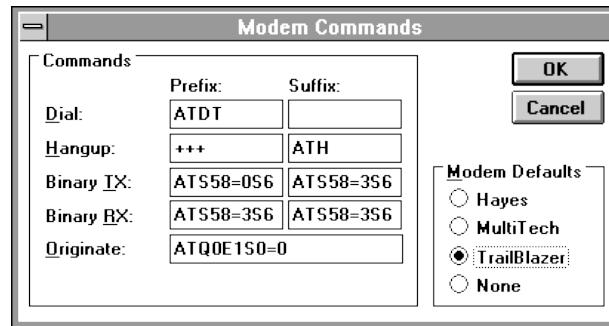 Modem Commands
Commands
Prefix: Suffix:
Dial: ATDT
Hangup: +++ ATH
Binary TX: ATS58=0S6 ATS58=3S6
Binary RX: ATS58=3S6 ATS58=3S6
Originate: ATQ0E1S0=0
OK
Cancel
Modem Defaults
Hayes
MultiTech
TrailBlazer
None